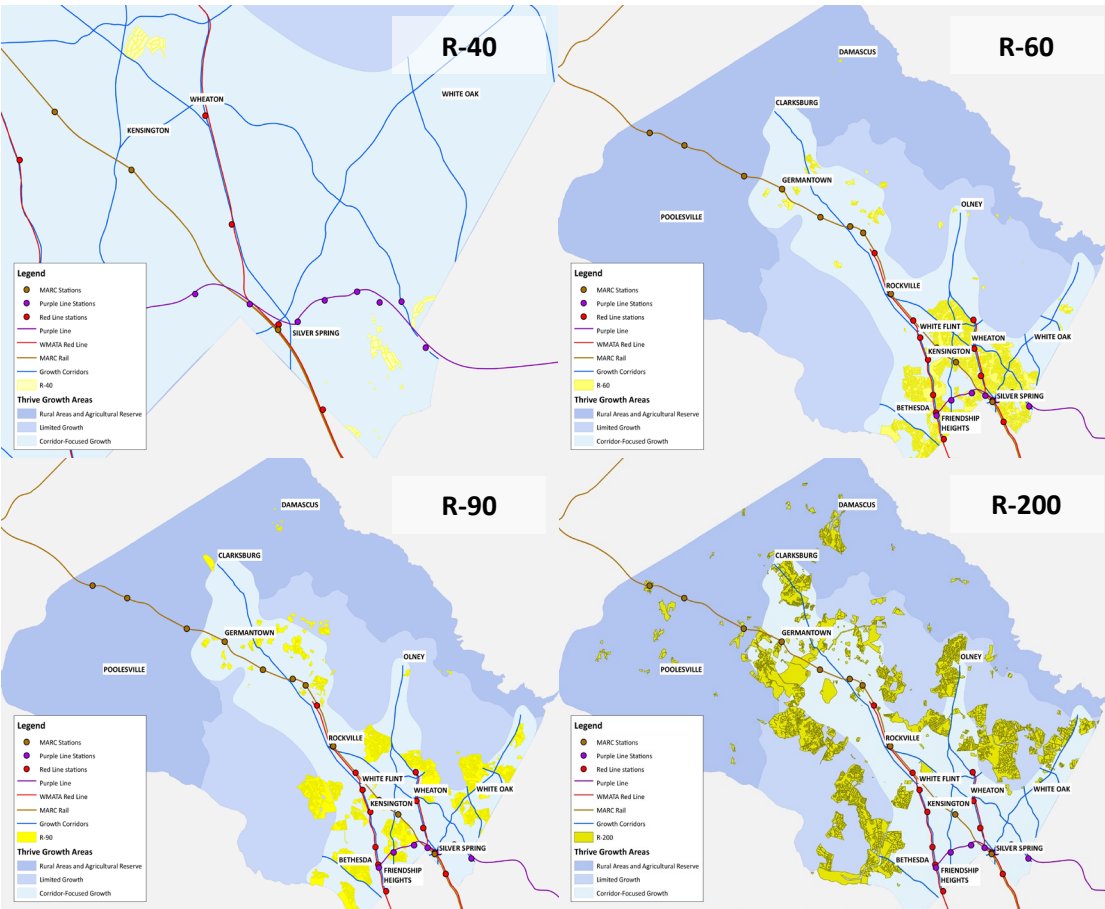 R-40
WHITE OAK
WHEATON
KENSINGTON
SILVER SPRING
Legend
MARC Stations
Purple Line Stations
Red Line stations
Purple Line
WMATA Red Line
MARC Rail
Growth Corridors
R-40
Thrive Growth Areas
Rural Areas and Agricultural Reserve
Limited Growth
Corridor-Focused Growth
R-60
DAMASCUS
CLARKSBURG
GERMANTOWN
OLNEY
POOLESVILLE
ROCKVILLE
WHITE FLINT
WHEATON
WHITE OAK
KENSINGTON
SILVER SPRING
BETHESDA
FRIENDSHIP
HEIGHTS
Legend
MARC Stations
Purple Line Stations
Red Line stations
Purple Line
WMATA Red Line
MARC Rail
Growth Corridors
R-60
Thrive Growth Areas
Rural Areas and Agricultural Reserve
Limited Growth
Corridor-Focused Growth
R-90
DAMASCUS
CLARKSBURG
GERMANTOWN
OLNEY
POOLESVILLE
ROCKVILLE
WHITE FLINT
WHEATON
WHITE OAK
KENSINGTON
SILVER SPRING
BETHESDA
FRIENDSHIP
HEIGHTS
Legend
MARC Stations
Purple Line Stations
Red Line stations
Purple Line
WMATA Red Line
MARC Rail
Growth Corridors
R-90
Thrive Growth Areas
Rural Areas and Agricultural Reserve
Limited Growth
Corridor-Focused Growth
R-200
DAMASCUS
CLARKSBURG
GERMANTOWN
OLNEY
POOLESVILLE
ROCKVILLE
WHITE FLINT
WHEATON
WHITE OAK
KENSINGTON
SILVER SPRING
BETHESDA
FRIENDSHIP
HEIGHTS
Legend
MARC Stations
Purple Line Stations
Red Line stations
Purple Line
WMATA Red Line
MARC Rail
Growth Corridors
R-200
Thrive Growth Areas
Rural Areas and Agricultural Reserve
Limited Growth
Corridor-Focused Growth